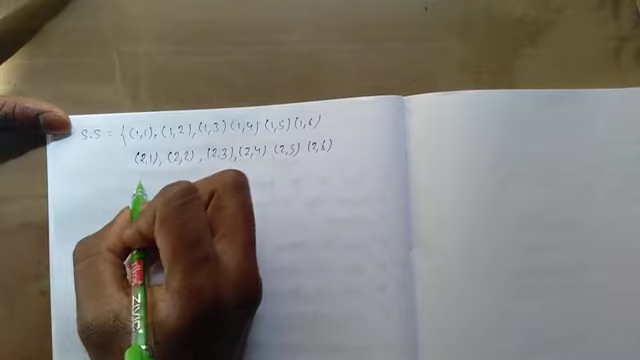 S.S = {(1,1), (1,2), (1,3) (1,4) (1,5) (1,6)
(2,1), (2,2), (2,3), (2,4) (2,5) (2,6)